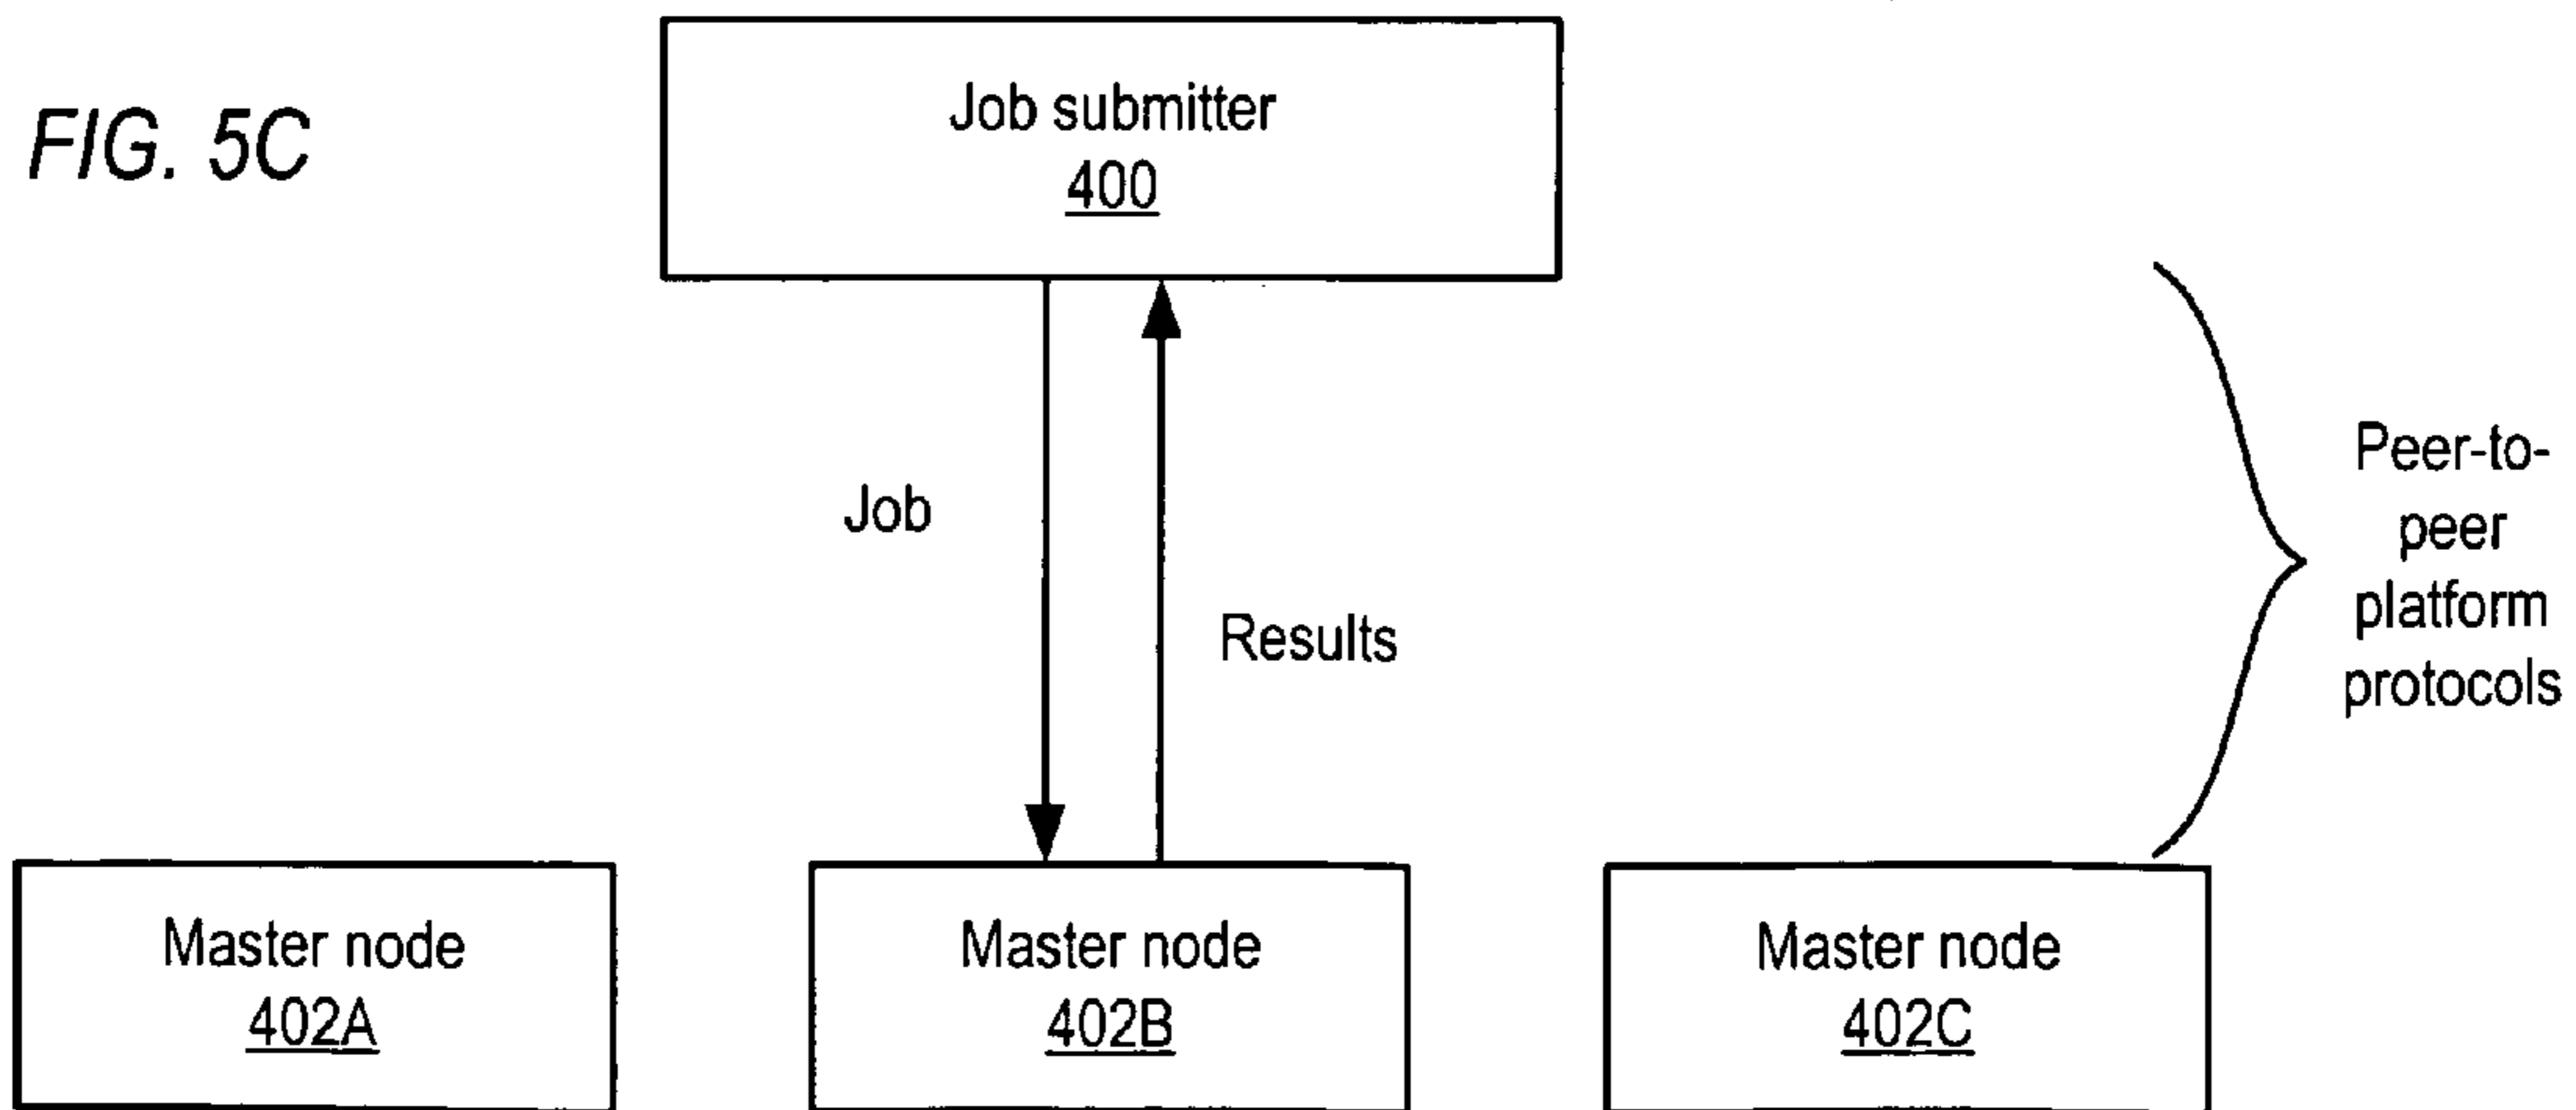 FIG. 5C
Job submitter
400
Job
Results
Peer-to-
peer
platform
protocols
Master node
402A
Master node
402B
Master node
402C